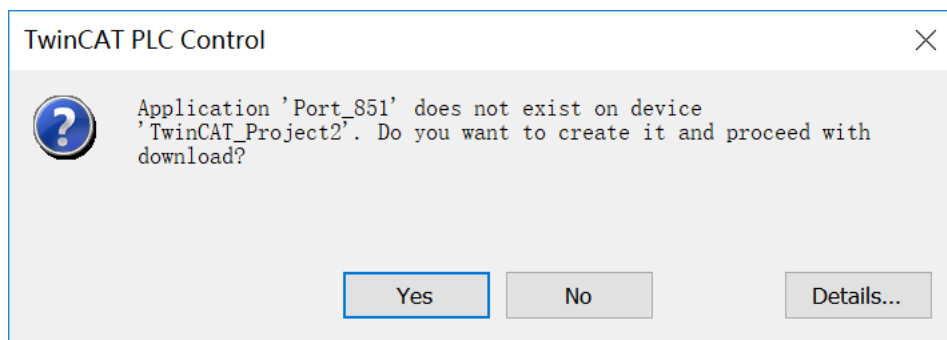 TwinCAT PLC Control
Application 'Port_851' does not exist on device
'TwinCAT_Project2'. Do you want to create it and proceed with
download?
Yes
No
Details...